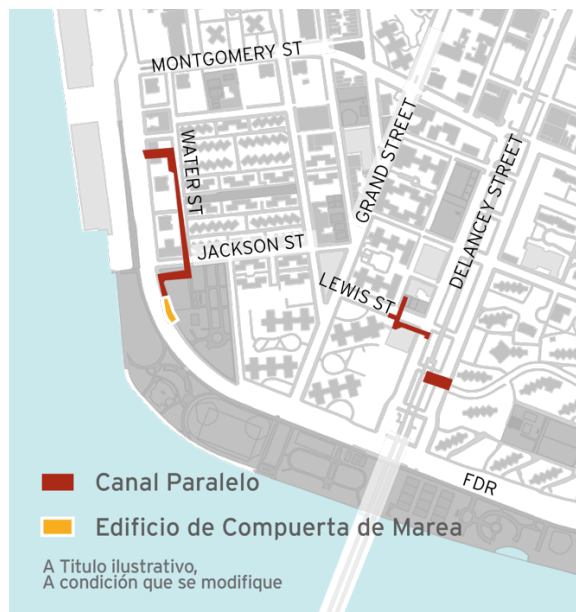 MONTGOMERY ST
WATER ST
GRAND STREET
DELANCEY STREET
JACKSON ST
LEWIS ST
FDR
Canal Paralelo
Edificio de Compuerta de Marea
A Titulo ilustrativo,
A condición que se modifique